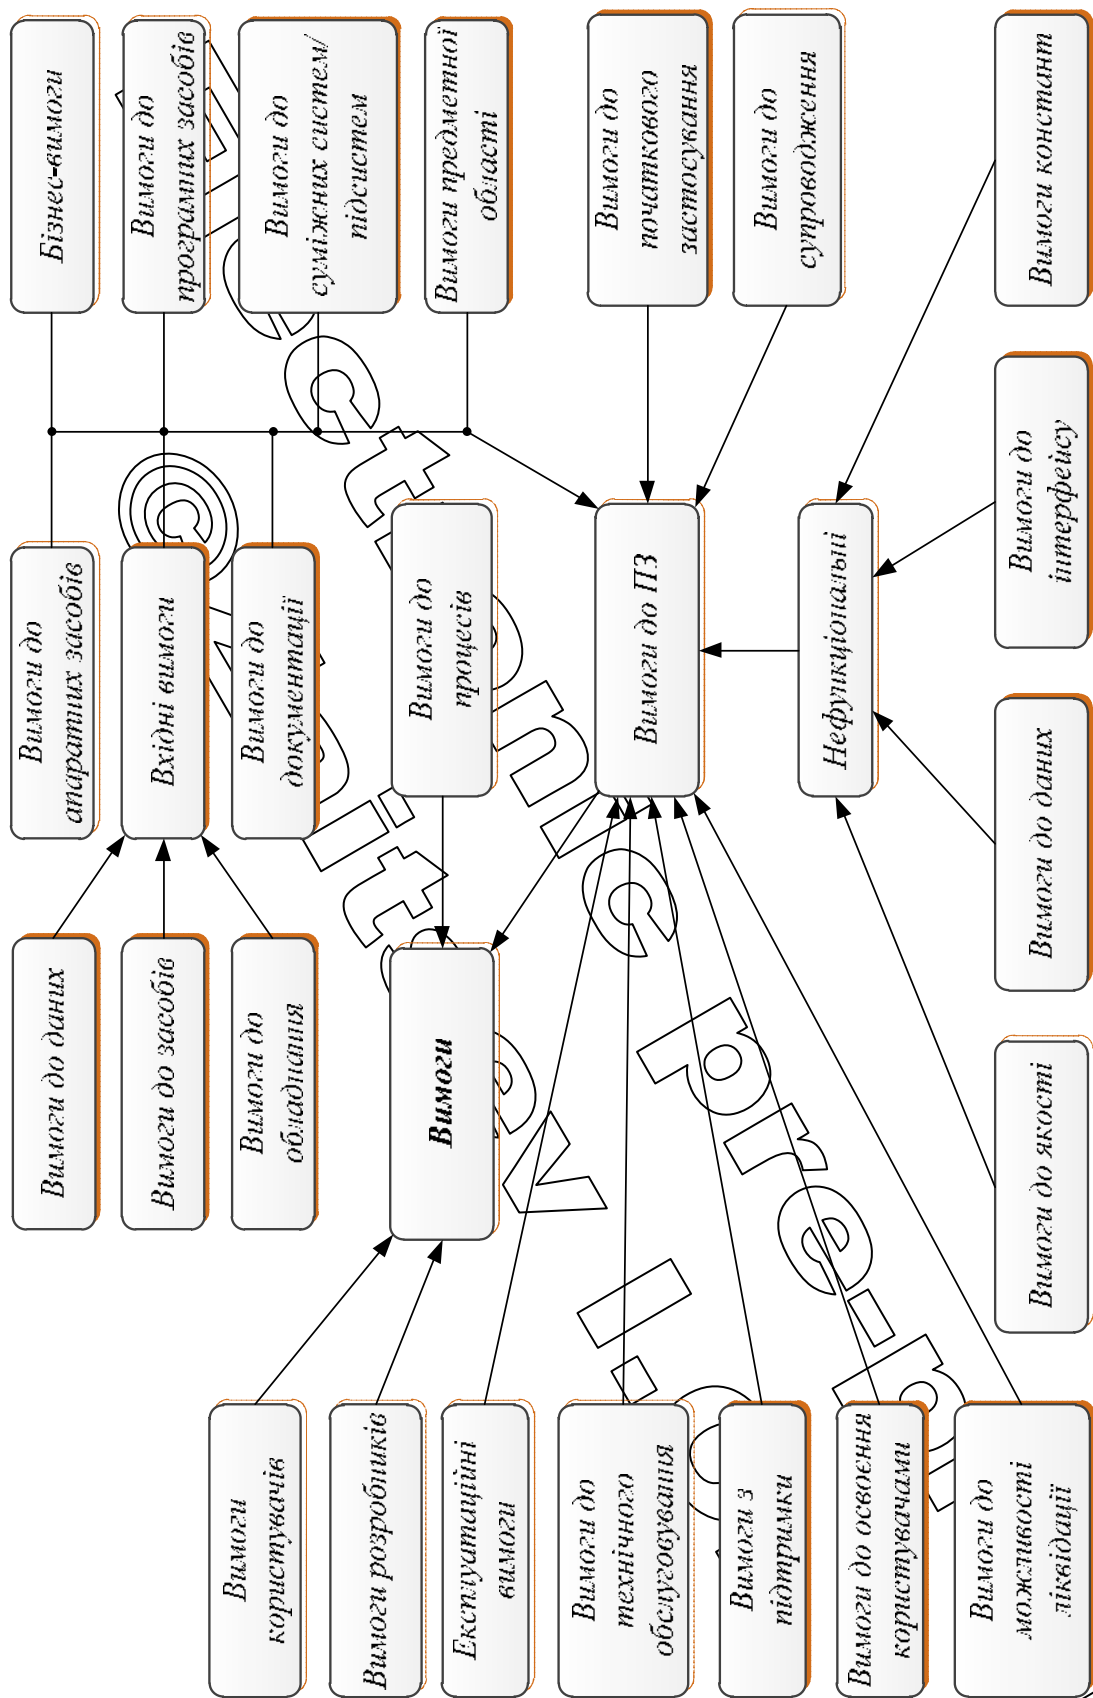 Вимоги до даних
Вимоги до
апаратних засобів
Бізнес-вимоги
Вимоги до засобів
Вхідні вимоги
Вимоги до
програмних засобів
Вимоги
користувачів
Вимоги до
обладнання
Вимоги до
документації
Вимоги до
суміжних систем/
підсистем
Вимоги розробників
Вимоги
Вимоги до
процесів
Вимоги предметної
області
Експлуатаційні
вимоги
Вимоги до
технічного
обслуговування
Вимоги до ПЗ
Вимоги до
початкового
застосування
Вимоги з
підтримки
Вимоги до
супроводження
Вимоги до освоєння
користувачами
Нефункціональні
Вимоги до
можливості
ліквідації
Вимоги до якості
Вимоги до даних
Вимоги до
інтерфейсу
Вимоги констант